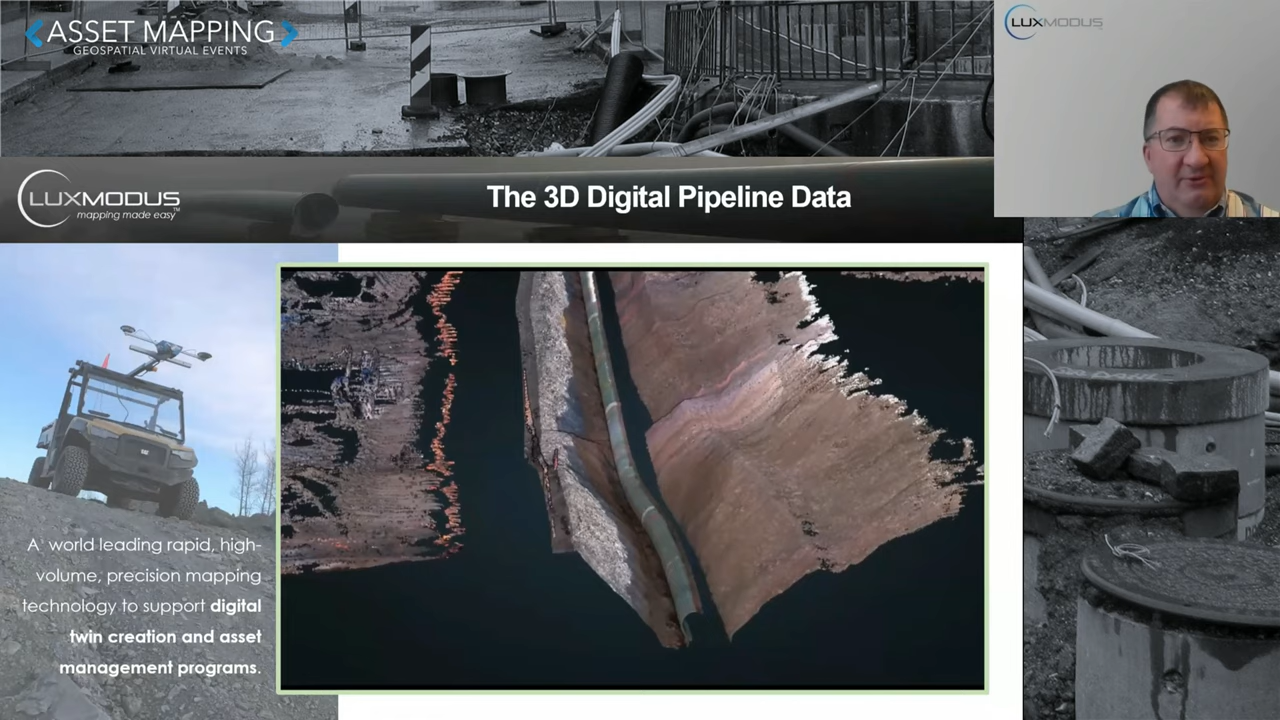 ASSET MAPPING
GEOSPATIAL VIRTUAL EVENTS
LUXMODUS
LUXMODUS
mapping made easy™
The 3D Digital Pipeline Data
A world leading rapid, high-
volume, precision mapping
technology to support digital
twin creation and asset
management programs.